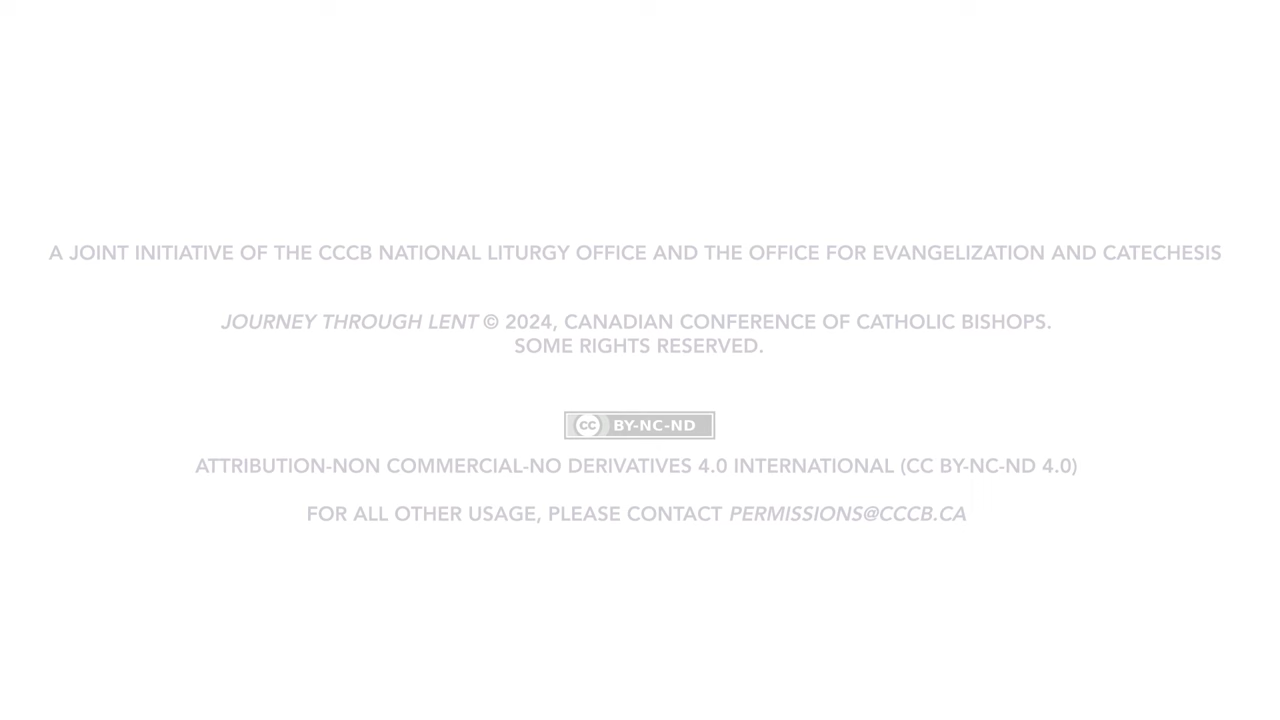 A JOINT INITIATIVE OF THE CCCB NATIONAL LITURGY OFFICE AND THE OFFICE FOR EVANGELIZATION AND CATECHESIS
JOURNEY THROUGH LENT © 2024, CANADIAN CONFERENCE OF CATHOLIC BISHOPS.
SOME RIGHTS RESERVED.
CC BY-NC-ND
ATTRIBUTION-NON COMMERCIAL-NO DERIVATIVES 4.0 INTERNATIONAL (CC BY-NC-ND 4.0)
FOR ALL OTHER USAGE, PLEASE CONTACT PERMISSIONS@CCCB.CA